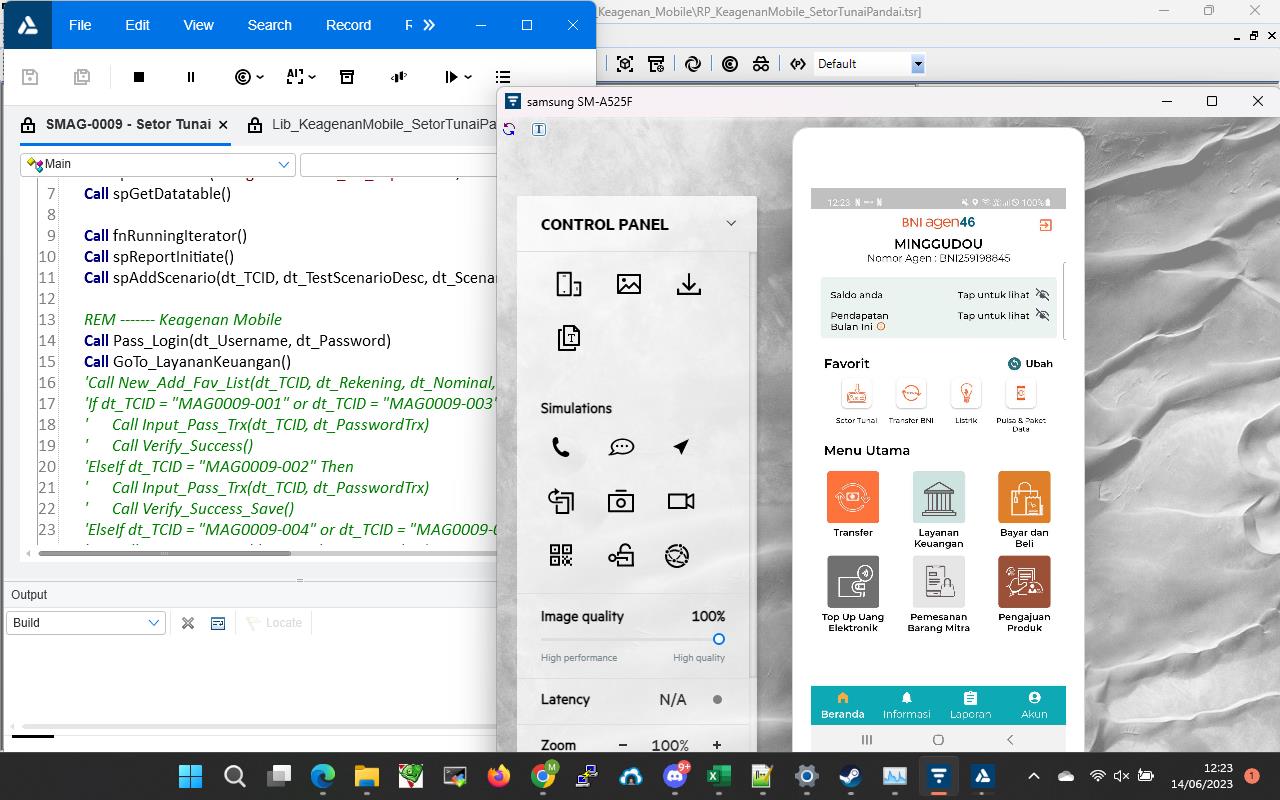 File Edit View Search Record
_Keagenan_Mobile\RP_KeagenanMobile_SetorTunaiPandai.tsr]
Default
samsung SM-A525F
SMAG-0009 - Setor Tunai
Lib_KeagenanMobile_SetorTunaiPa
Main
7 Call spGetDatatable()
8
9 Call fnRunningIterator()
10 Call spReportInitiate()
11 Call spAddScenario(dt_TCID, dt_TestScenarioDesc, dt_Scena
12
13 REM ------- Keagenan Mobile
14 Call Pass_Login(dt_Username, dt_Password)
15 Call GoTo_LayananKeuangan()
16 'Call New_Add_Fav_List(dt_TCID, dt_Rekening, dt_Nominal,
17 'If dt_TCID = "MAG0009-001" or dt_TCID = "MAG0009-003"
18 ' Call Input_Pass_Trx(dt_TCID, dt_PasswordTrx)
19 ' Call Verify_Success()
20 'ElseIf dt_TCID = "MAG0009-002" Then
21 ' Call Input_Pass_Trx(dt_TCID, dt_PasswordTrx)
22 ' Call Verify_Success_Save()
23 'ElseIf dt_TCID = "MAG0009-004" or dt_TCID = "MAG0009-0
Output
Build
Locate
CONTROL PANEL
Simulations
Image quality 100%
High performance High quality
Latency N/A
Zoom − 100% +
12:23 100%
BNI agen46
MINGGUDOU
Nomor Agen : BNI259198845
Saldo anda Tap untuk lihat
Pendapatan Tap untuk lihat
Bulan Ini
Favorit Ubah
Setor Tunai Transfer BNI Listrik Pulsa & Paket
Data
Menu Utama
Transfer Layanan Bayar dan
Keuangan Beli
Top Up Uang Pemesanan Pengajuan
Elektronik Barang Mitra Produk
Beranda Informasi Laporan Akun
9+
12:23
14/06/2023
1